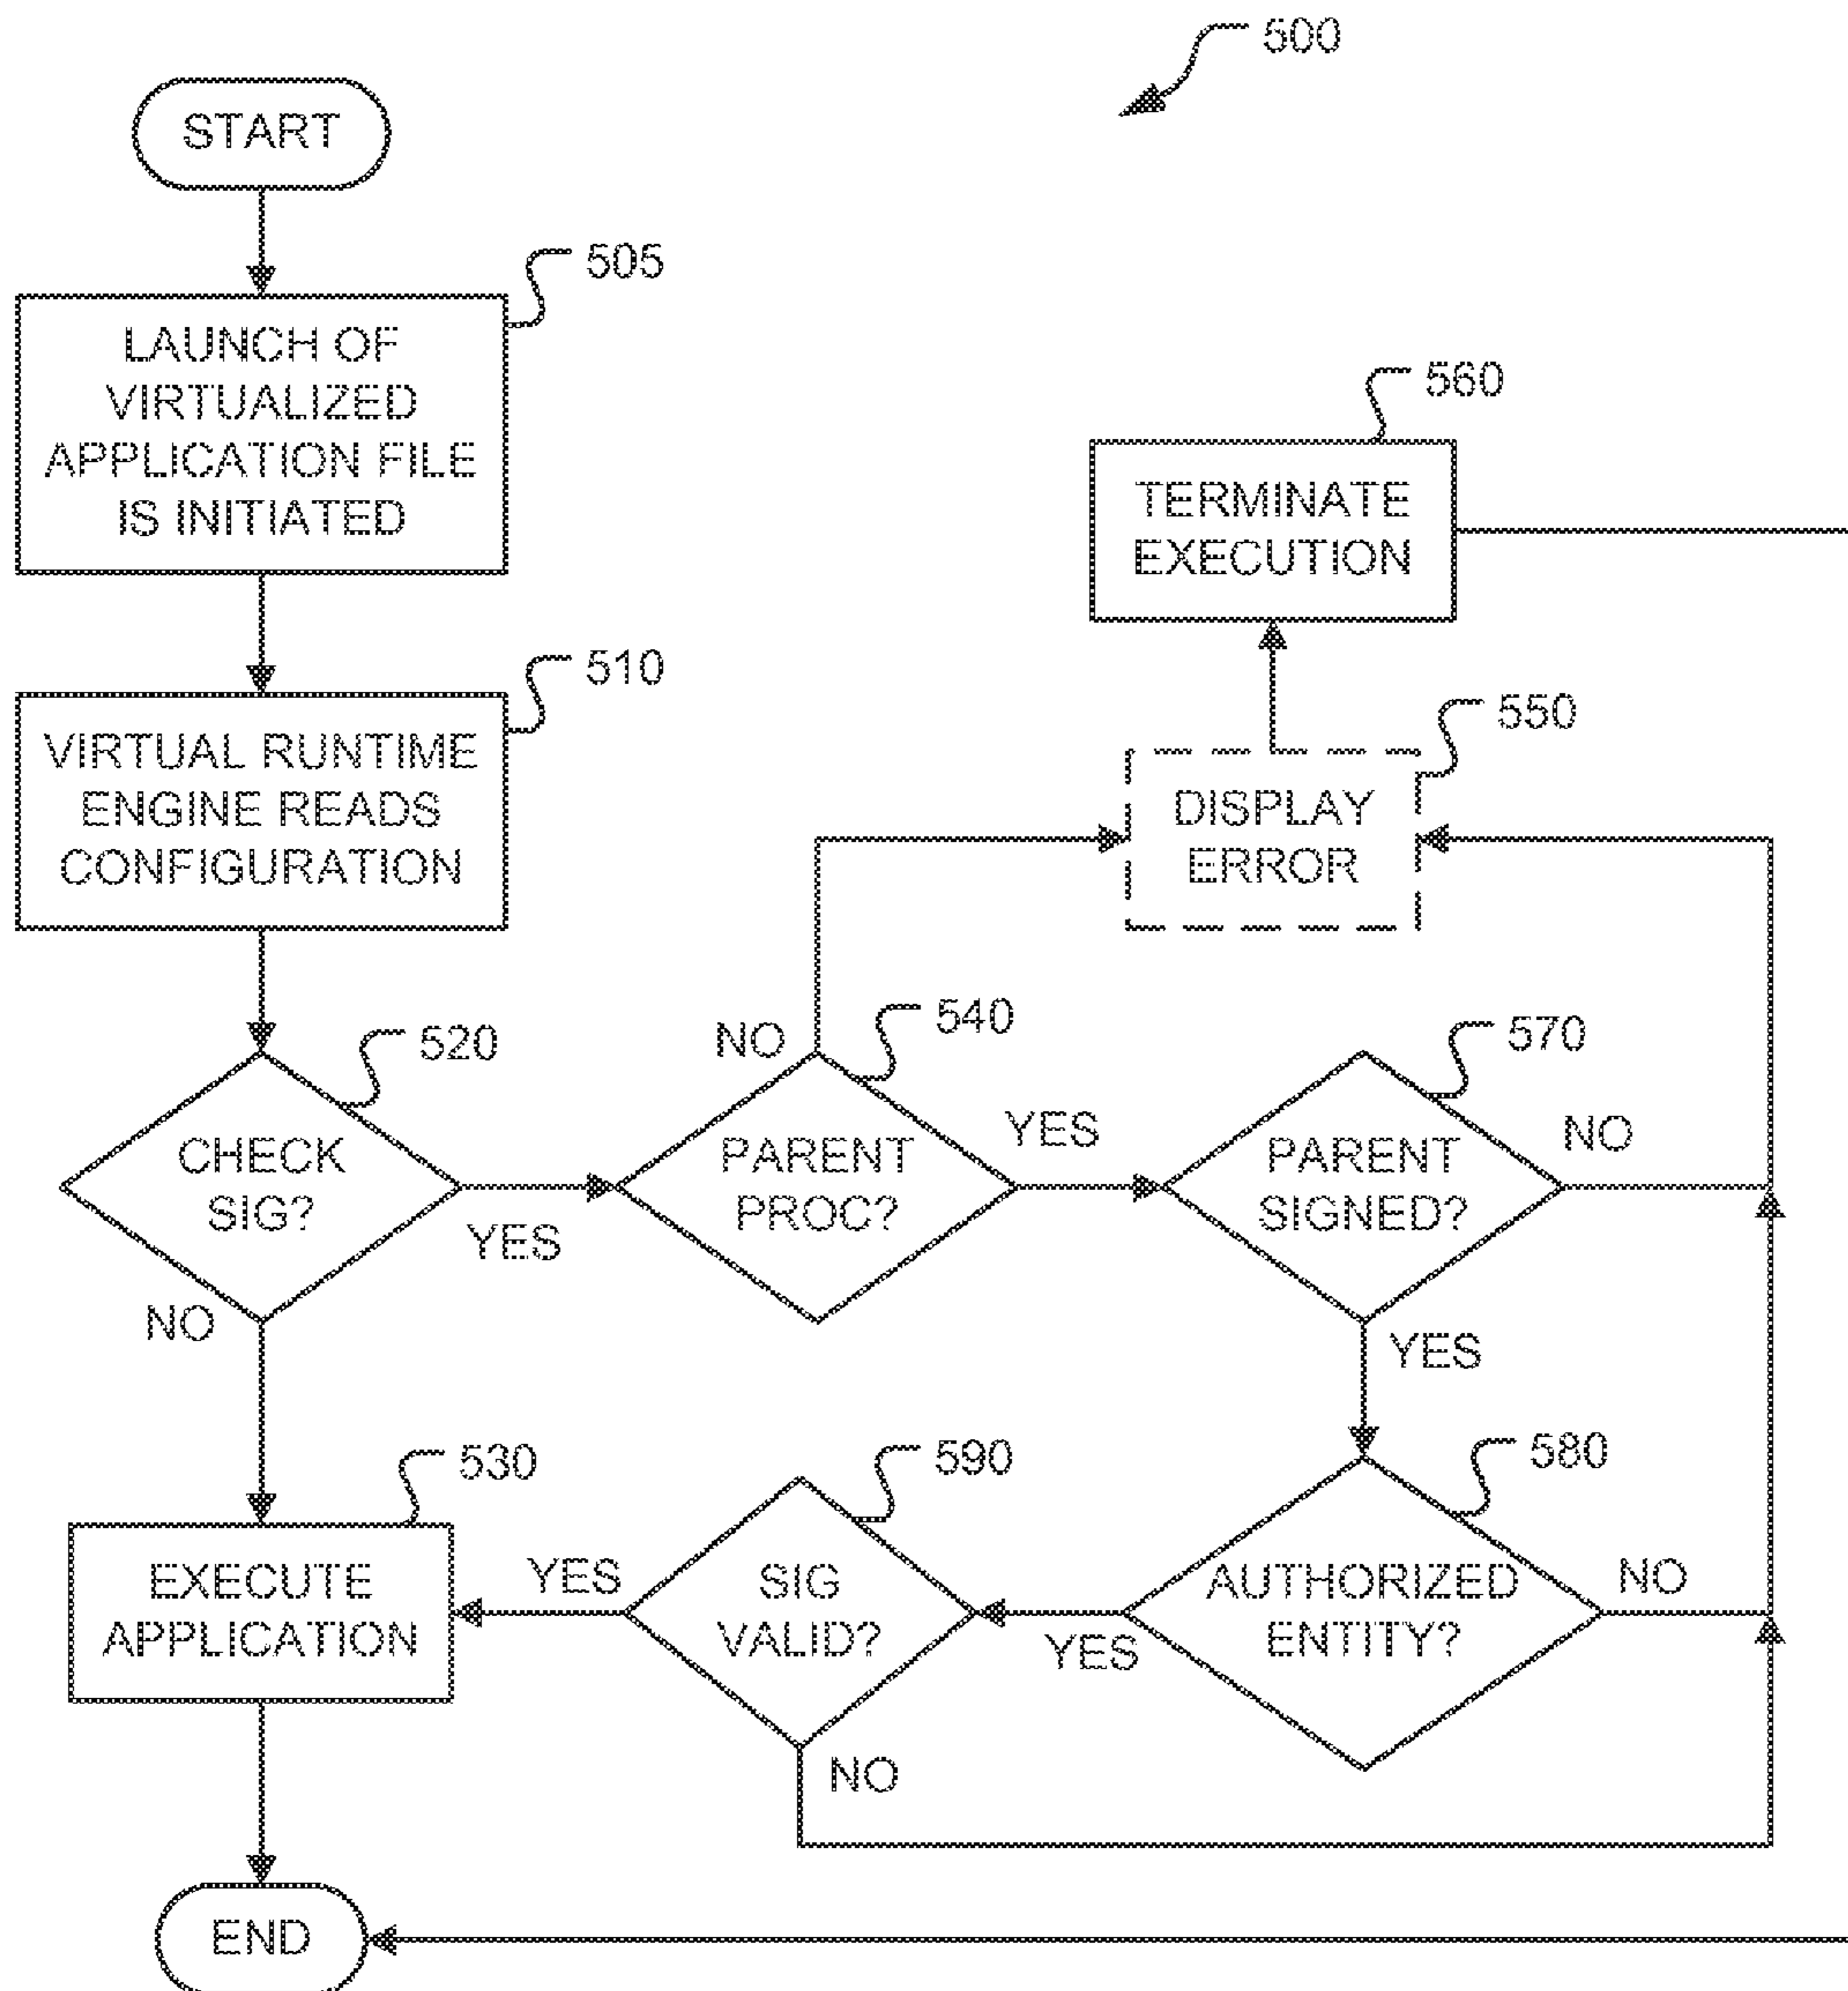 500
START
505
LAUNCH OF
VIRTUALIZED
APPLICATION FILE
IS INITIATED
560
TERMINATE
EXECUTION
510
VIRTUAL RUNTIME
ENGINE READS
CONFIGURATION
550
DISPLAY
ERROR
520
CHECK
SIG?
YES
NO
540
NO
PARENT
PROC?
YES
570
PARENT
SIGNED?
NO
YES
530
EXECUTE
APPLICATION
590
YES
SIG
VALID?
NO
580
AUTHORIZED
ENTITY?
YES
NO
END